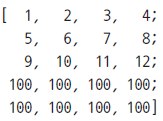 [ 1, 2, 3, 4;
5, 6, 7, 8;
9, 10, 11, 12;
100, 100, 100, 100;
100, 100, 100, 100]